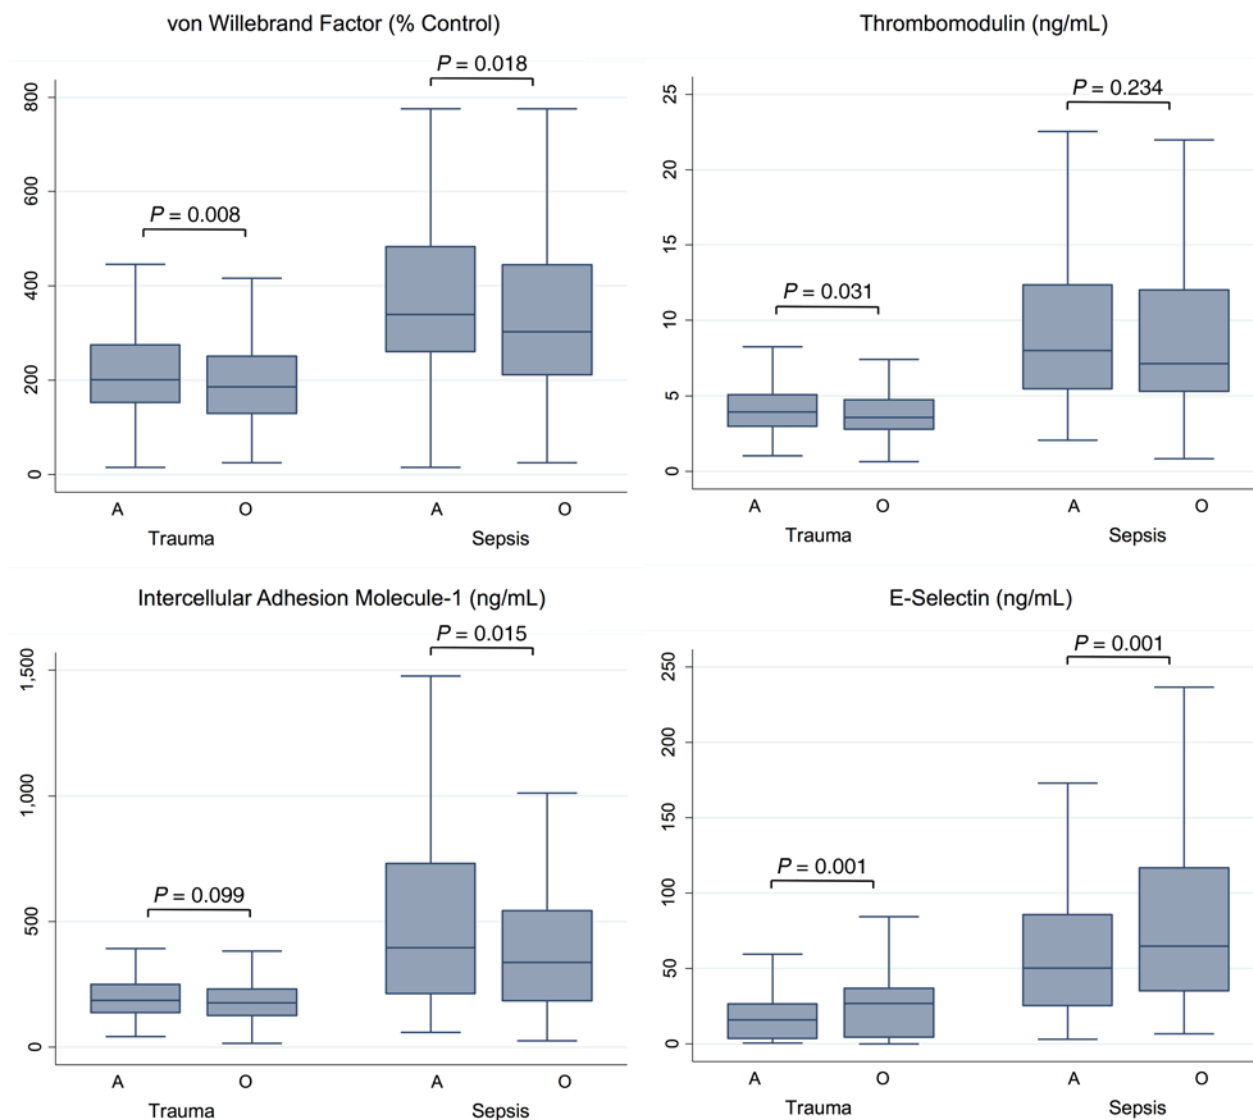 von Willebrand Factor (% Control)
P = 0.018
800
600
P = 0.008
400
200
0
A O A O
Trauma Sepsis
Thrombomodulin (ng/mL)
25
P = 0.234
20
15
P = 0.031
10
5
0
A O A O
Trauma Sepsis
Intercellular Adhesion Molecule-1 (ng/mL)
P = 0.015
1,500
1,000
P = 0.099
500
0
A O A O
Trauma Sepsis
E-Selectin (ng/mL)
P = 0.001
250
200
150
P = 0.001
100
50
0
A O A O
Trauma Sepsis